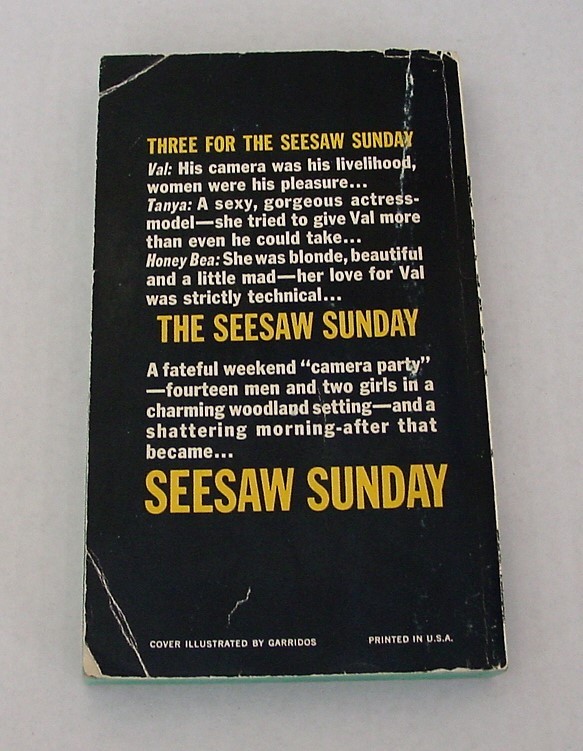 THREE FOR THE SEESAW SUNDAY
Val: His camera was his livelihood,
women were his pleasure...
Tanya: A sexy, gorgeous actress-
model—she tried to give Val more
than even he could take...
Honey Bea: She was blonde, beautiful
and a little mad—her love for Val
was strictly technical...
THE SEESAW SUNDAY
A fateful weekend "camera party"
—fourteen men and two girls in a
charming woodland setting—and a
shattering morning-after that
became...
SEESAW SUNDAY
COVER ILLUSTRATED BY GARRIDOS PRINTED IN U.S.A.